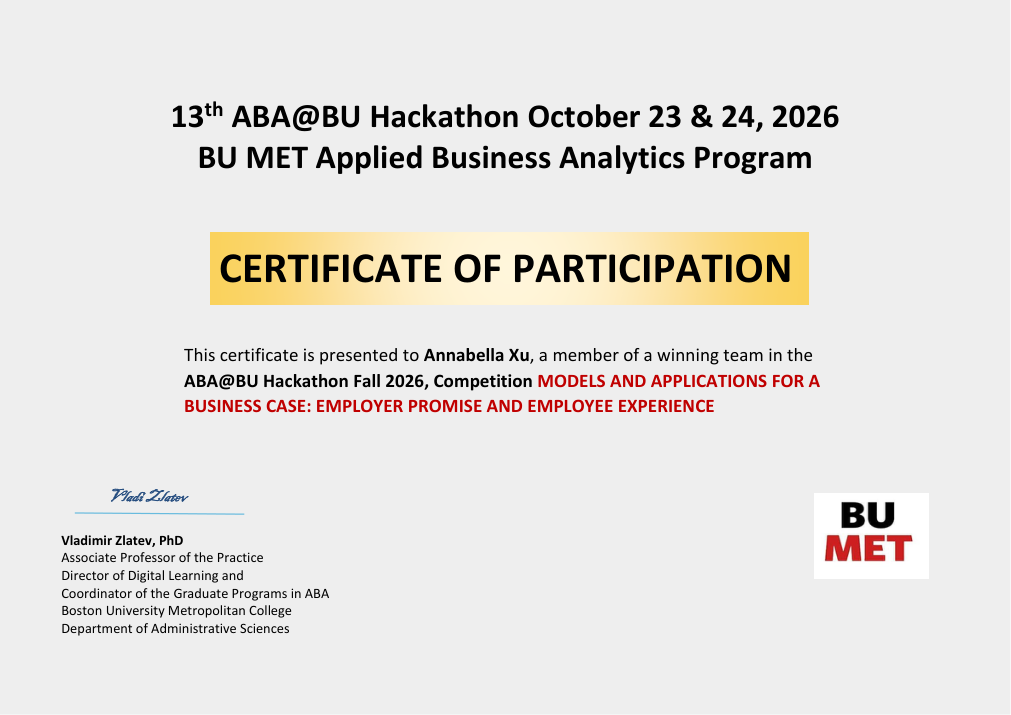 13th ABA@BU Hackathon October 23 & 24, 2026
BU MET Applied Business Analytics Program
CERTIFICATE OF PARTICIPATION
This certificate is presented to Annabella Xu, a member of a winning team in the
ABA@BU Hackathon Fall 2026, Competition MODELS AND APPLICATIONS FOR A
BUSINESS CASE: EMPLOYER PROMISE AND EMPLOYEE EXPERIENCE
Vladi Zlatev
Vladimir Zlatev, PhD
Associate Professor of the Practice
Director of Digital Learning and
Coordinator of the Graduate Programs in ABA
Boston University Metropolitan College
Department of Administrative Sciences
BU
MET